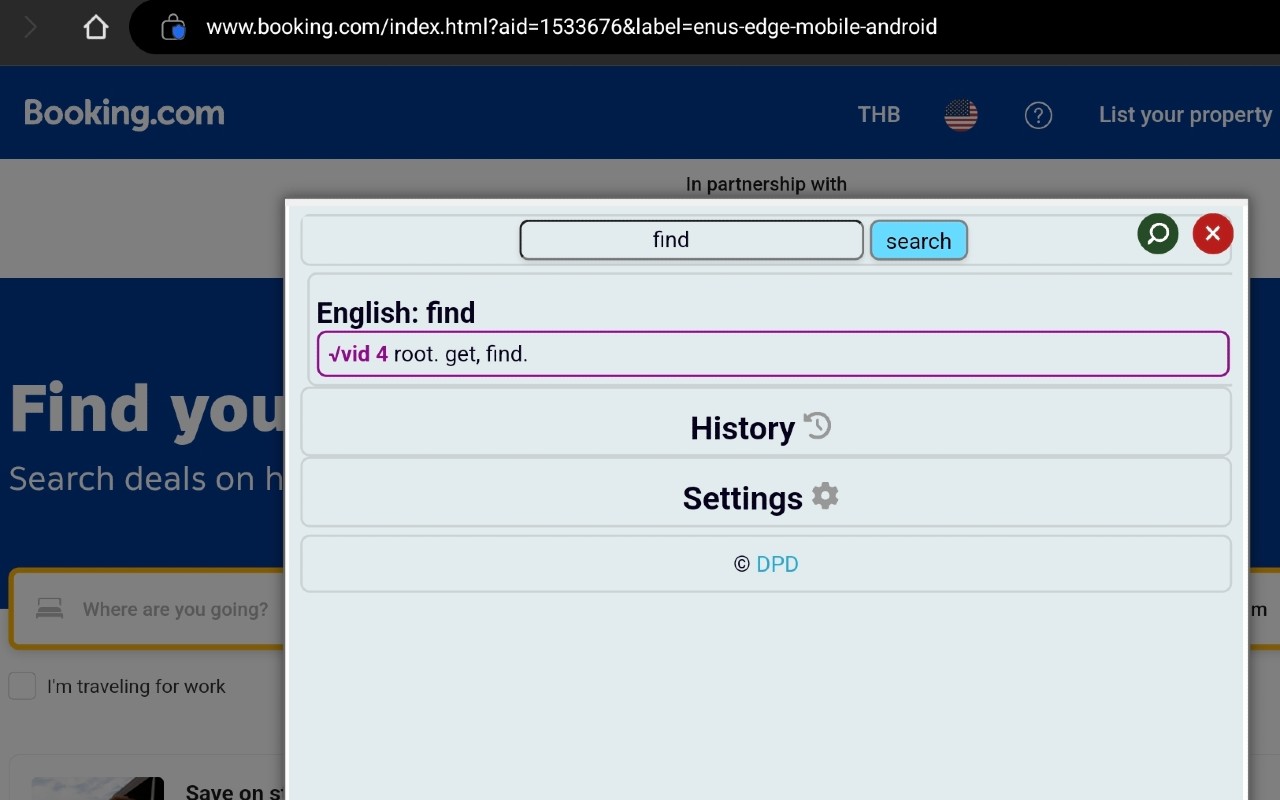 www.booking.com/index.html?aid=1533676&label=enus-edge-mobile-android
Booking.com
THB
List your property
In partnership with
find
search
English: find
√vid 4 root. get, find.
History
Settings
© DPD
Find you
Search deals on h
Where are you going?
m
I'm traveling for work
Save on